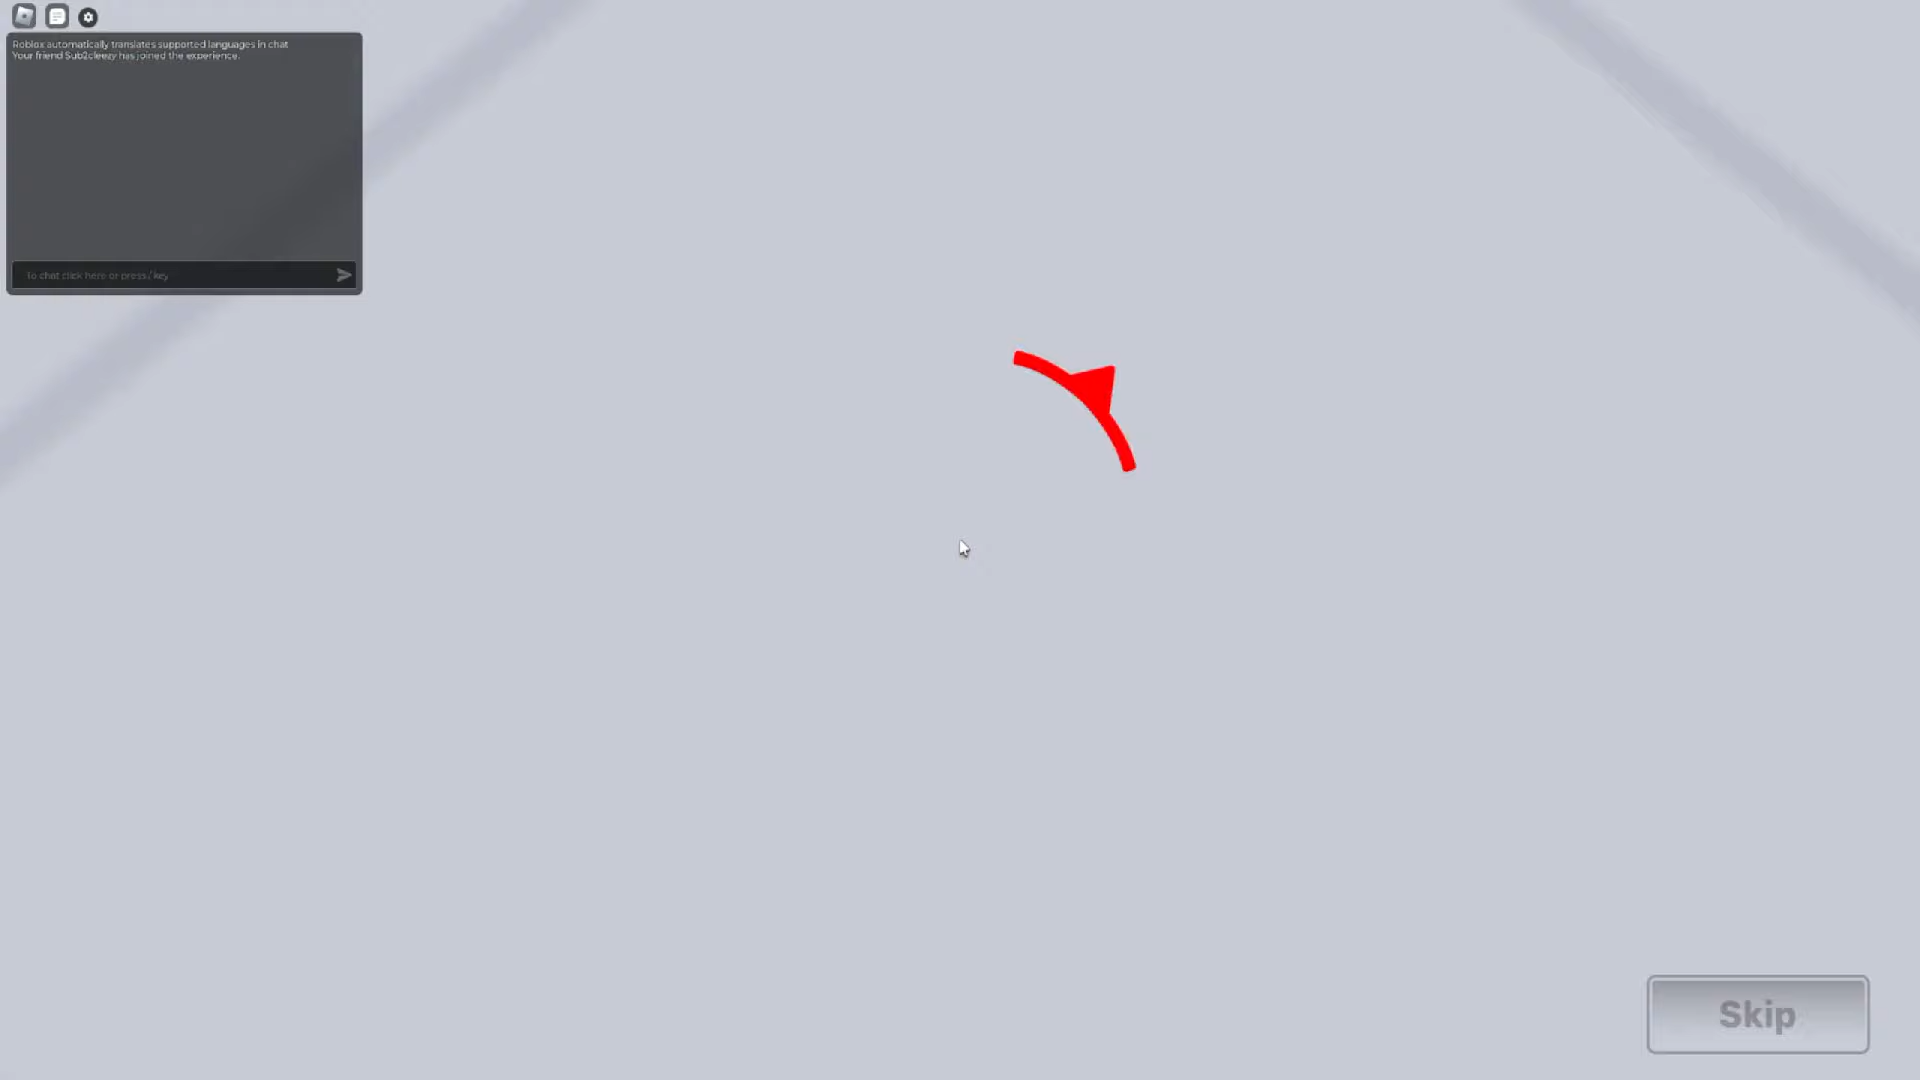 Roblox automatically translates supported languages in chat
Your friend Sub2cleezy has joined the experience.
To chat click here or press / key
Skip